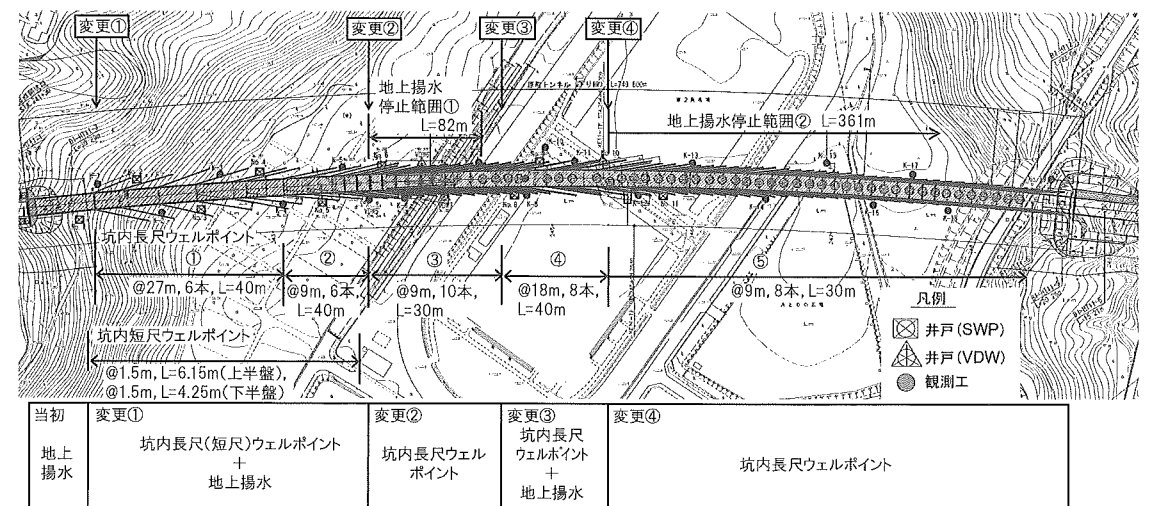 変更①
変更②
変更③
変更④
地上揚水
停止範囲①
L=82m
地上揚水停止範囲② L=361m
坑内長尺ウェルポイント
①
@27m, 6本, L=40m
②
@9m, 6本,
L=40m
③
@9m, 10本,
L=30m
④
@18m, 8本,
L=40m
⑤
@9m, 8本, L=30m
坑内短尺ウェルポイント
@1.5m, L=6.15m(上半盤),
@1.5m, L=4.25m(下半盤)
凡例
井戸(SWP)
井戸(VDW)
観測工
当初
地上
揚水
変更①
坑内長尺(短尺)ウェルポイント
+
地上揚水
変更②
坑内長尺ウェル
ポイント
変更③
坑内長尺
ウェルポイント
+
地上揚水
変更④
坑内長尺ウェルポイント